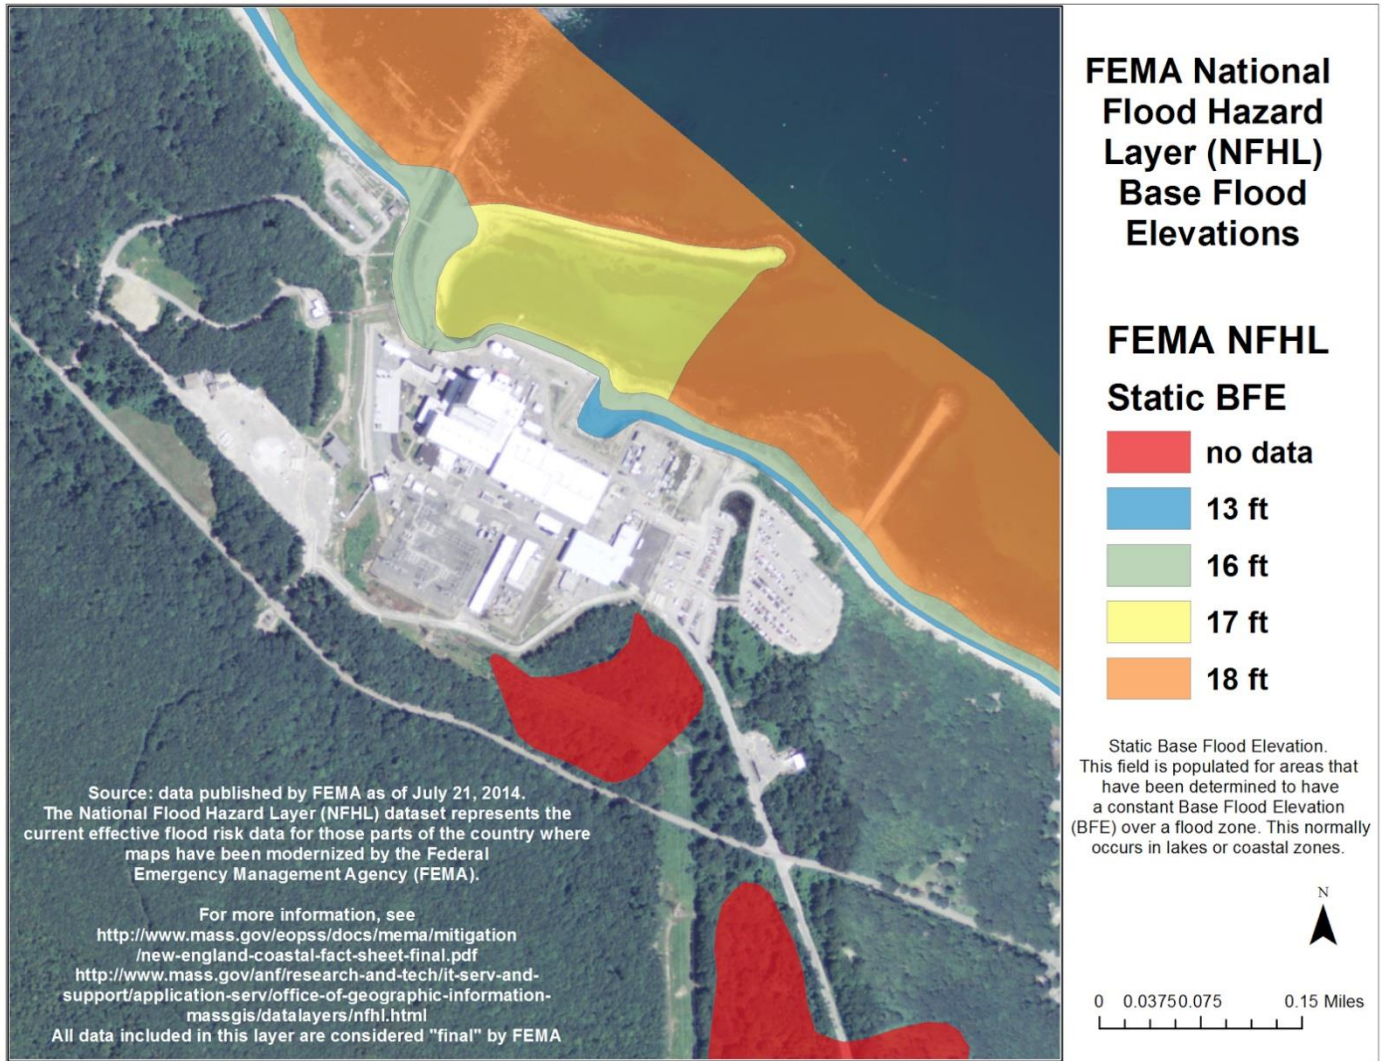 FEMA National
Flood Hazard
Layer (NFHL)
Base Flood
Elevations
FEMA NFHL
Static BFE
no data
13 ft
16 ft
17 ft
18 ft
Static Base Flood Elevation.
This field is populated for areas that
have been determined to have
a constant Base Flood Elevation
(BFE) over a flood zone. This normally
occurs in lakes or coastal zones.
N
0 0.0375 0.075 0.15 Miles
Source: data published by FEMA as of July 21, 2014.
The National Flood Hazard Layer (NFHL) dataset represents the
current effective flood risk data for those parts of the country where
maps have been modernized by the Federal
Emergency Management Agency (FEMA).
For more information, see
http://www.mass.gov/eopss/docs/mema/mitigation
/new-england-coastal-fact-sheet-final.pdf
http://www.mass.gov/anf/research-and-tech/it-serv-and-
support/application-serv/office-of-geographic-information-
massgis/datalayers/nfhl.html
All data included in this layer are considered "final" by FEMA